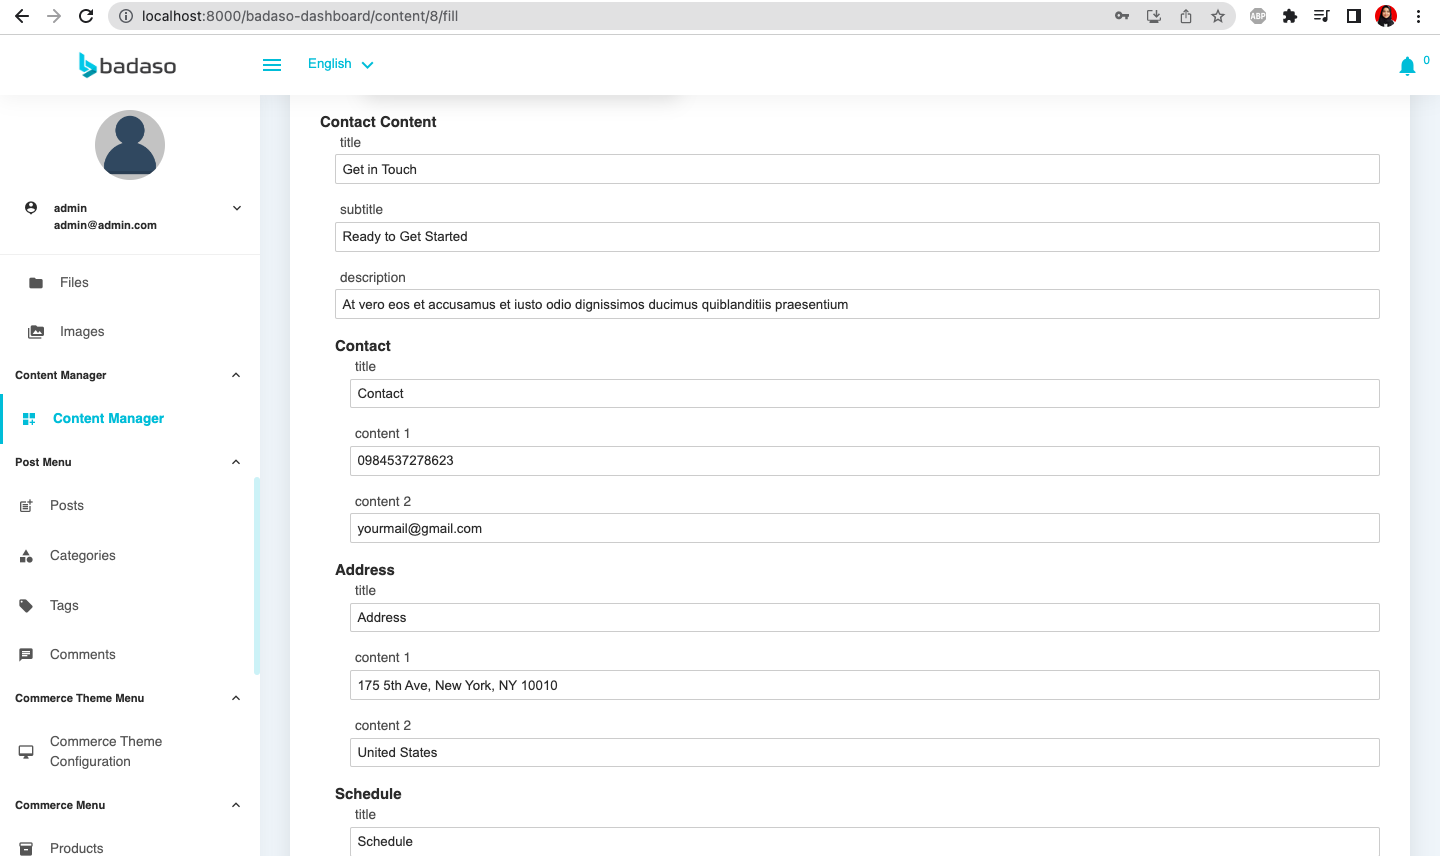 localhost:8000/badaso-dashboard/content/8/fill
ABP
badaso
English
0
admin
admin@admin.com
Files
Images
Content Manager
Content Manager
Post Menu
Posts
Categories
Tags
Comments
Commerce Theme Menu
Commerce Theme
Configuration
Commerce Menu
Products
Contact Content
title
Get in Touch
subtitle
Ready to Get Started
description
At vero eos et accusamus et iusto odio dignissimos ducimus quiblanditiis praesentium
Contact
title
Contact
content 1
0984537278623
content 2
yourmail@gmail.com
Address
title
Address
content 1
175 5th Ave, New York, NY 10010
content 2
United States
Schedule
title
Schedule